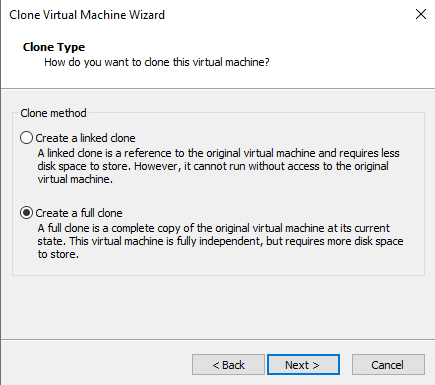 Clone Virtual Machine Wizard
Clone Type
How do you want to clone this virtual machine?
Clone method
Create a linked clone
A linked clone is a reference to the original virtual machine and requires less
disk space to store. However, it cannot run without access to the original
virtual machine.
Create a full clone
A full clone is a complete copy of the original virtual machine at its current
state. This virtual machine is fully independent, but requires more disk space
to store.
< Back
Next >
Cancel